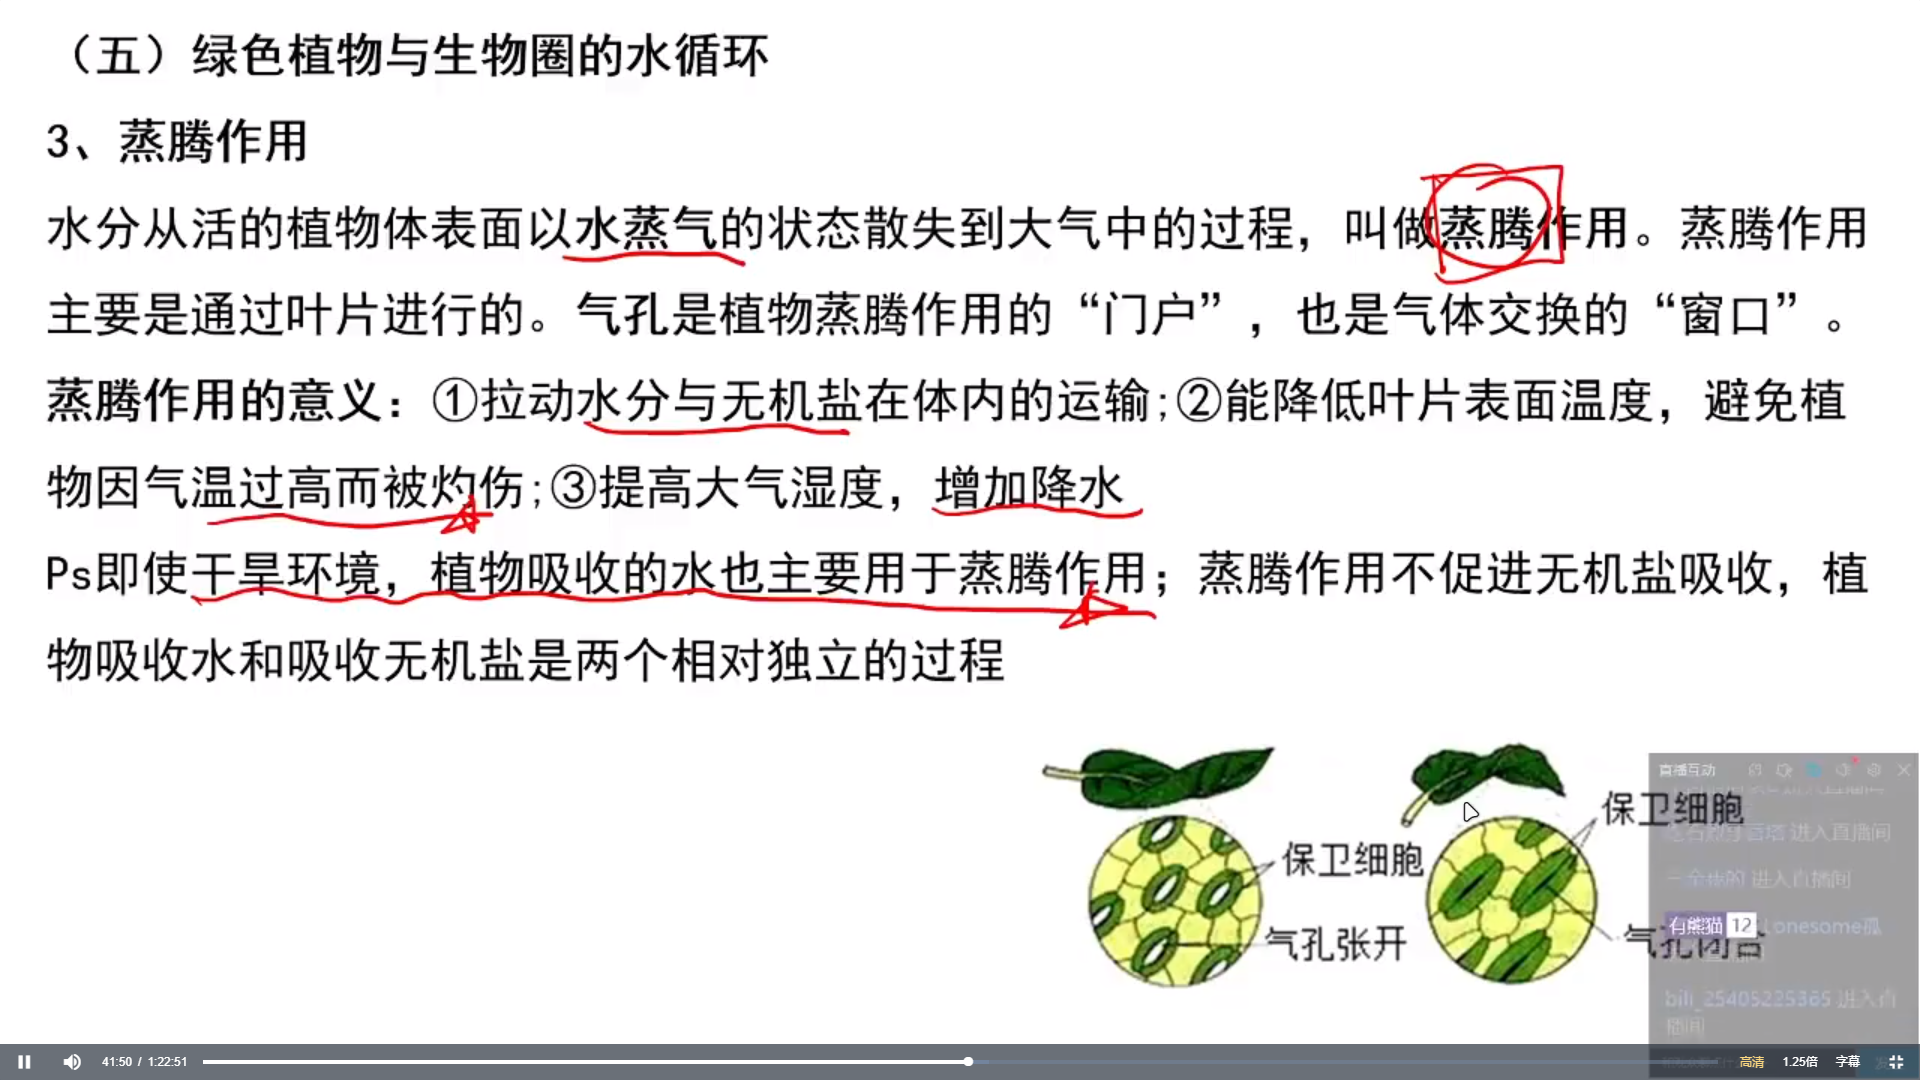 （五）绿色植物与生物圈的水循环
3、蒸腾作用
水分从活的植物体表面以水蒸气的状态散失到大气中的过程，叫做蒸腾作用。蒸腾作用
主要是通过叶片进行的。气孔是植物蒸腾作用的“门户”，也是气体交换的“窗口”。
蒸腾作用的意义：①拉动水分与无机盐在体内的运输;②能降低叶片表面温度，避免植
物因气温过高而被灼伤;③提高大气湿度，增加降水
Ps即使干旱环境，植物吸收的水也主要用于蒸腾作用；蒸腾作用不促进无机盐吸收，植
物吸收水和吸收无机盐是两个相对独立的过程
保卫细胞
气孔张开
保卫细胞
气孔闭合
直播互动
进入直播间
进入直播间
有熊猫 12 Lonesome孤
bili_25405225365 进入直
播间
41:50 / 1:22:51
高清 1.25倍 字幕